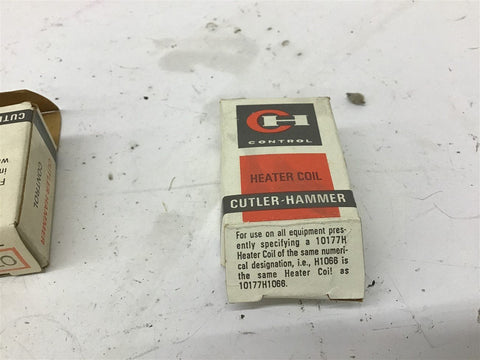 CH
CONTROL
HEATER COIL
CUTLER-HAMMER
For use on all equipment pres-
ently specifying a 10177H
Heater Coil of the same numeri-
cal designation, i.e., H1066 is
the same Heater Coil as
10177H1066.
CUTLER-HAMMER
CONTROL